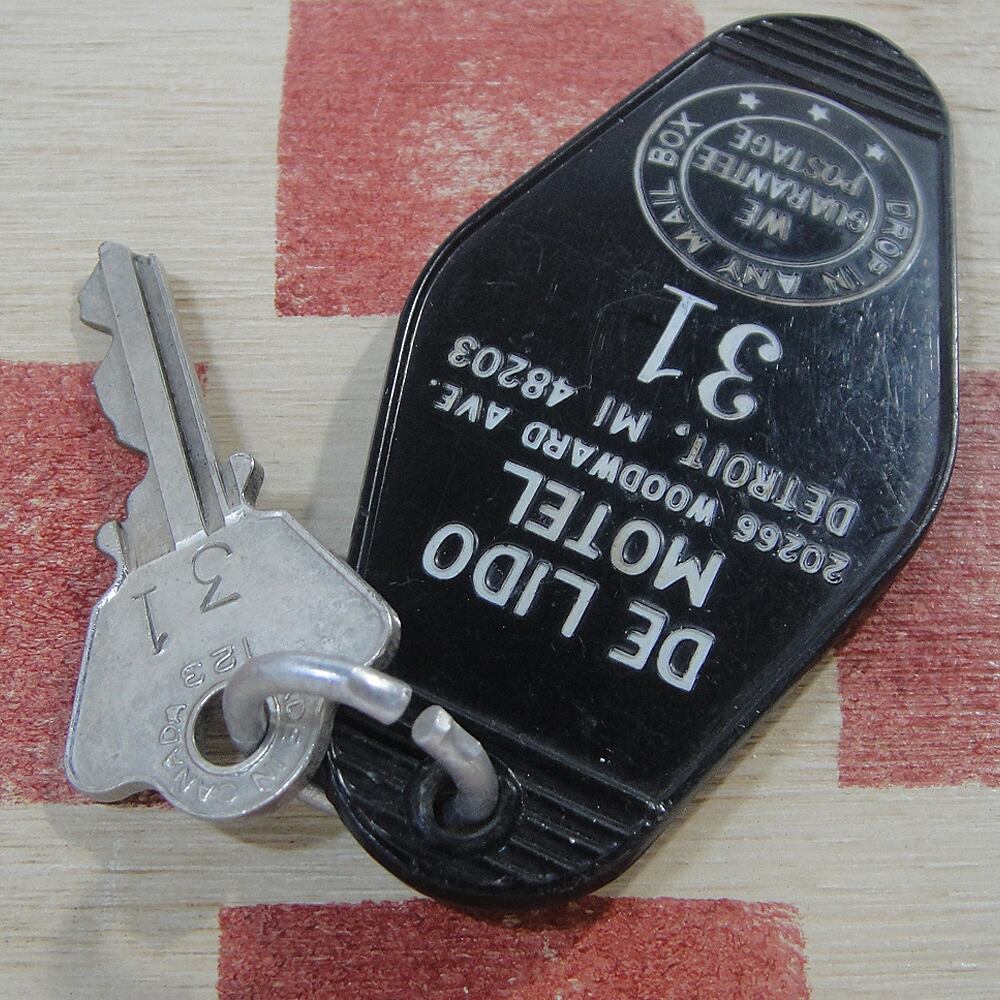 DE LIDO
MOTEL
20266 WOODWARD AVE.
DETROIT, MI 48203
31
DROP IN ANY MAIL BOX
WE
GUARANTEE
POSTAGE
31
123
IN CANADA